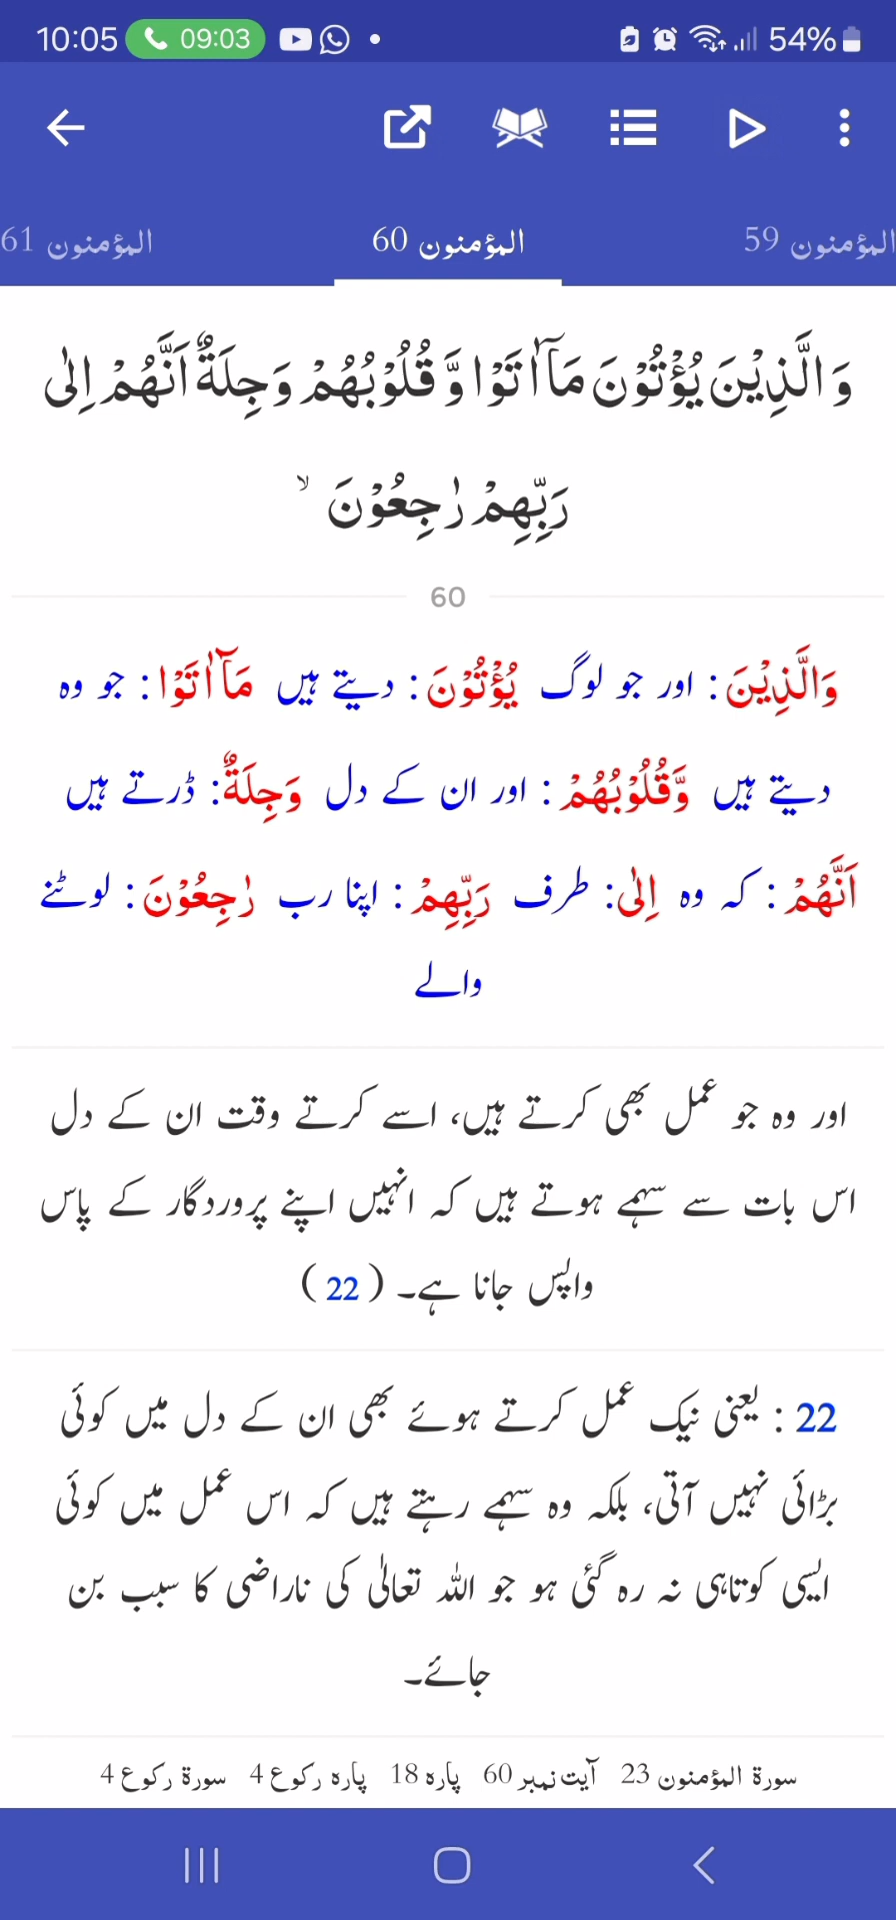 10:05 09:03 54%
المؤمنون 59 المؤمنون 60 المؤمنون 61
وَ الَّذِیْنَ یُؤْتُوْنَ مَاۤ اٰتَوْا وَّ قُلُوْبُهُمْ وَجِلَةٌ اَنَّهُمْ اِلٰى
رَبِّهِمْ رٰجِعُوْنَ ۙ
60
وَالَّذِیْنَ : اور جو لوگ یُؤْتُوْنَ : دیتے ہیں مَاۤ اٰتَوْا : جو وہ
دیتے ہیں وَّقُلُوْبُهُمْ : اور ان کے دل وَجِلَةٌ : ڈرتے ہیں
اَنَّهُمْ : کہ وہ اِلٰى : طرف رَبِّهِمْ : اپنا رب رٰجِعُوْنَ : لوٹنے
والے
اور وہ جو عمل بھی کرتے ہیں، اسے کرتے وقت ان کے دل
اس بات سے سہمے ہوتے ہیں کہ انہیں اپنے پروردگار کے پاس
واپس جانا ہے۔ (22)
22 : یعنی نیک عمل کرتے ہوئے بھی ان کے دل میں کوئی
بڑائی نہیں آتی، بلکہ وہ سہمے رہتے ہیں کہ اس عمل میں کوئی
ایسی کوتاہی نہ رہ گئی ہو جو اللہ تعالیٰ کی ناراضی کا سبب بن
جائے۔
سورۃ المؤمنون 23 آیت نمبر 60 پارہ 18 پارہ رکوع 4 سورۃ رکوع 4